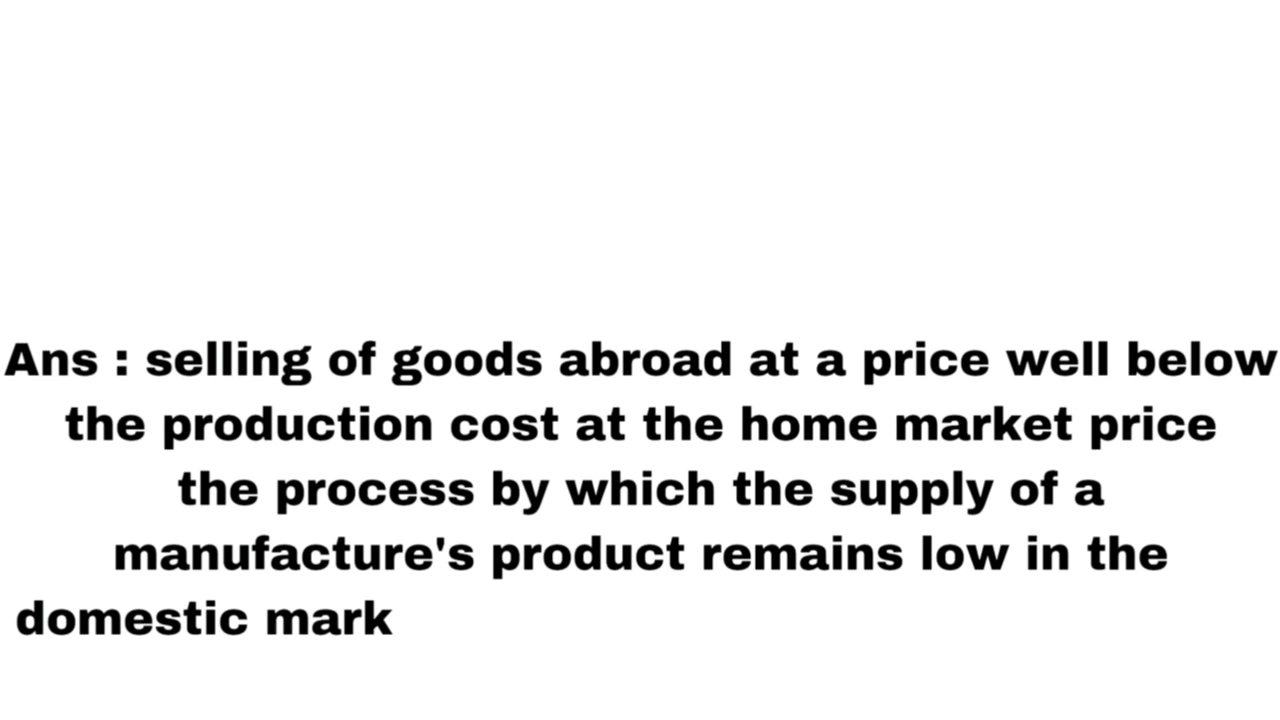 Ans : selling of goods abroad at a price well below
the production cost at the home market price
the process by which the supply of a
manufacture's product remains low in the
domestic mark